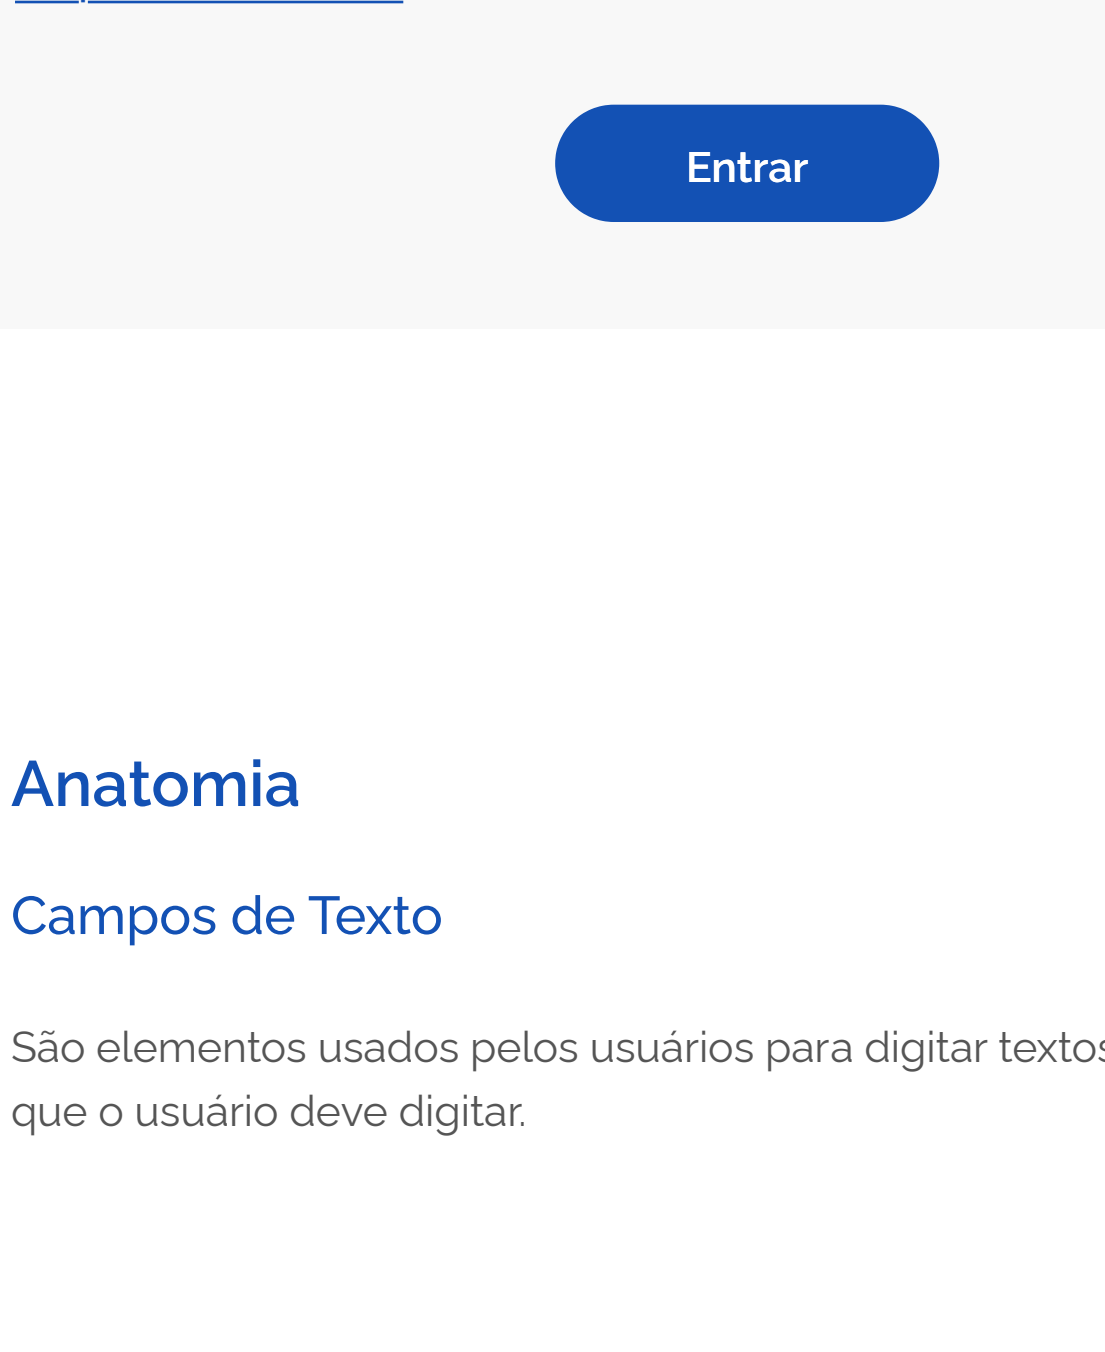 Entrar
Anatomia
Campos de Texto
São elementos usados pelos usuários para digitar textos
que o usuário deve digitar.